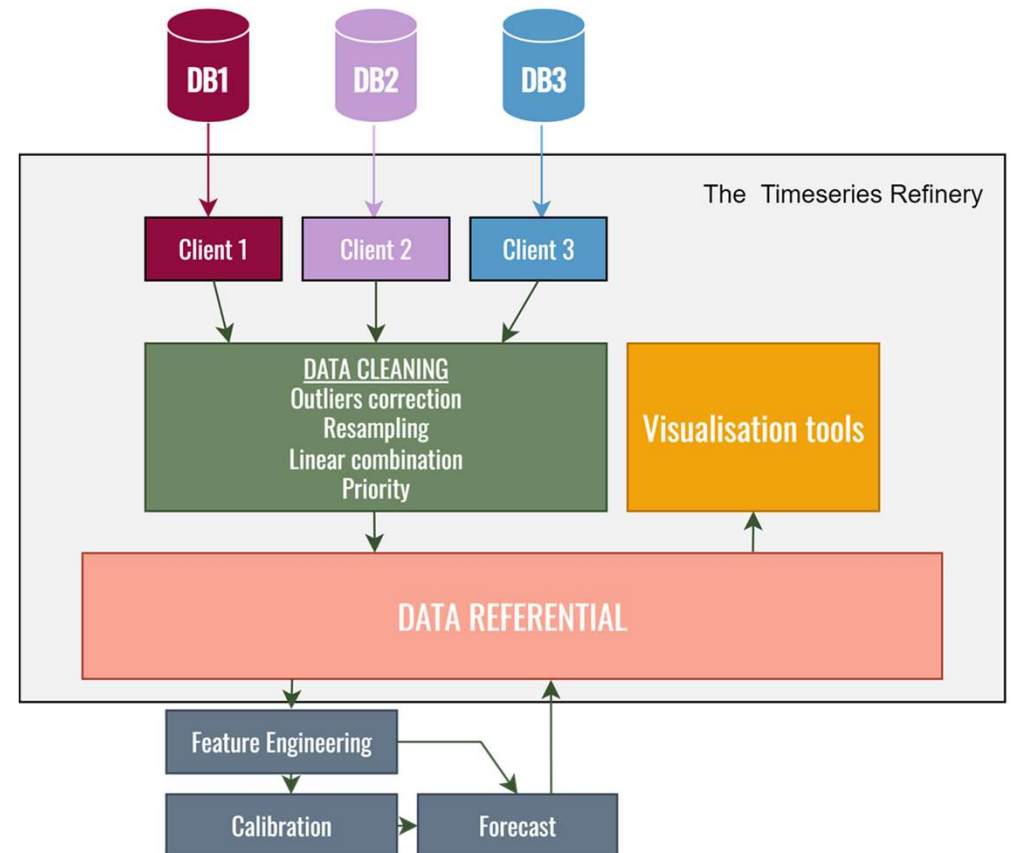 DB1
DB2
DB3
The Timeseries Refinery
Client 1
Client 2
Client 3
DATA CLEANING
Outliers correction
Resampling
Linear combination
Priority
Visualisation tools
DATA REFERENTIAL
Feature Engineering
Calibration
Forecast